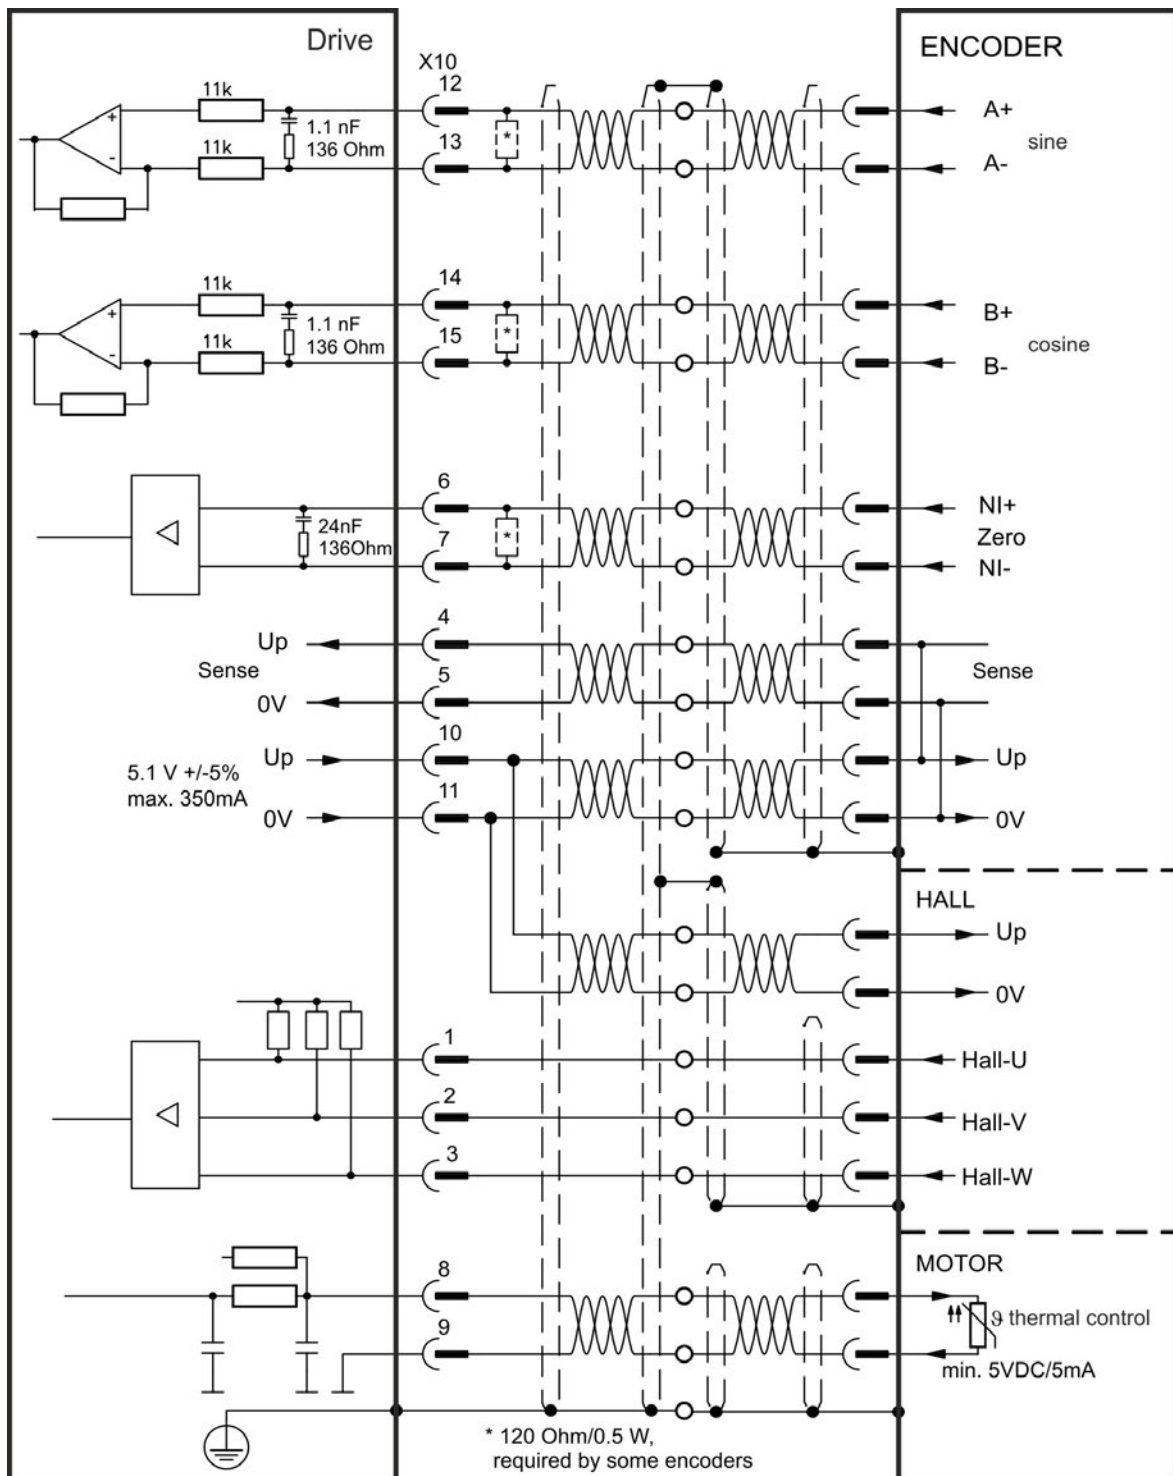 Drive
X10
ENCODER
11k
1.1 nF
136 Ohm
11k
+
-
12
13
*
A+
sine
A-
11k
1.1 nF
136 Ohm
11k
+
-
14
15
*
B+
cosine
B-
24nF
136Ohm
6
7
*
NI+
Zero
NI-
Up
Sense
0V
4
5
Sense
5.1 V +/-5%
max. 350mA
Up
0V
10
11
Up
0V
HALL
Up
0V
1
2
3
Hall-U
Hall-V
Hall-W
MOTOR
8
9
ϑ thermal control
min. 5VDC/5mA
* 120 Ohm/0.5 W,
required by some encoders